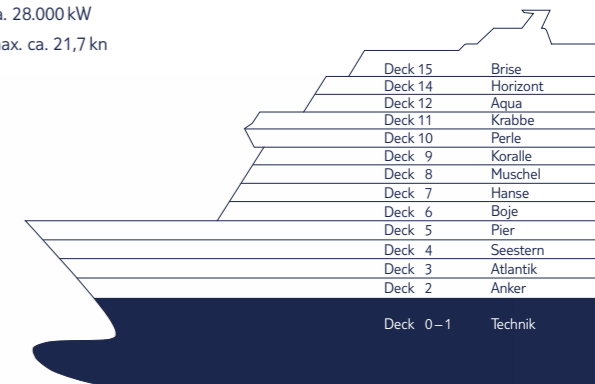 a. 28.000 kW
ax. ca. 21,7 kn
Deck 15 Brise
Deck 14 Horizont
Deck 12 Aqua
Deck 11 Krabbe
Deck 10 Perle
Deck 9 Koralle
Deck 8 Muschel
Deck 7 Hanse
Deck 6 Boje
Deck 5 Pier
Deck 4 Seestern
Deck 3 Atlantik
Deck 2 Anker
Deck 0–1 Technik